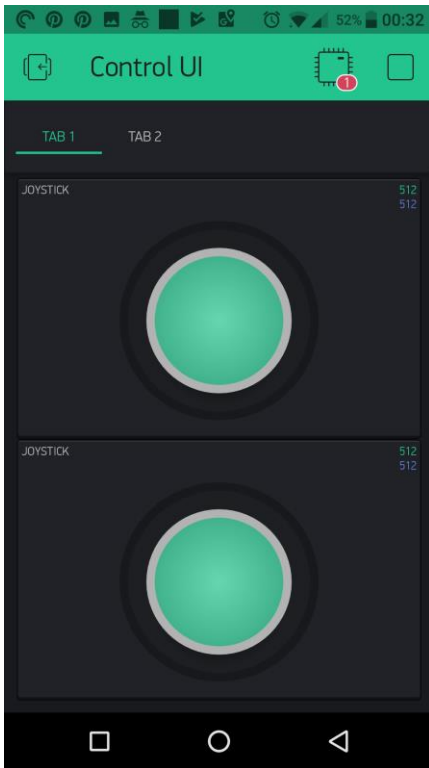 52% 00:32
Control UI
1
TAB 1 TAB 2
JOYSTICK 512
512
JOYSTICK 512
512